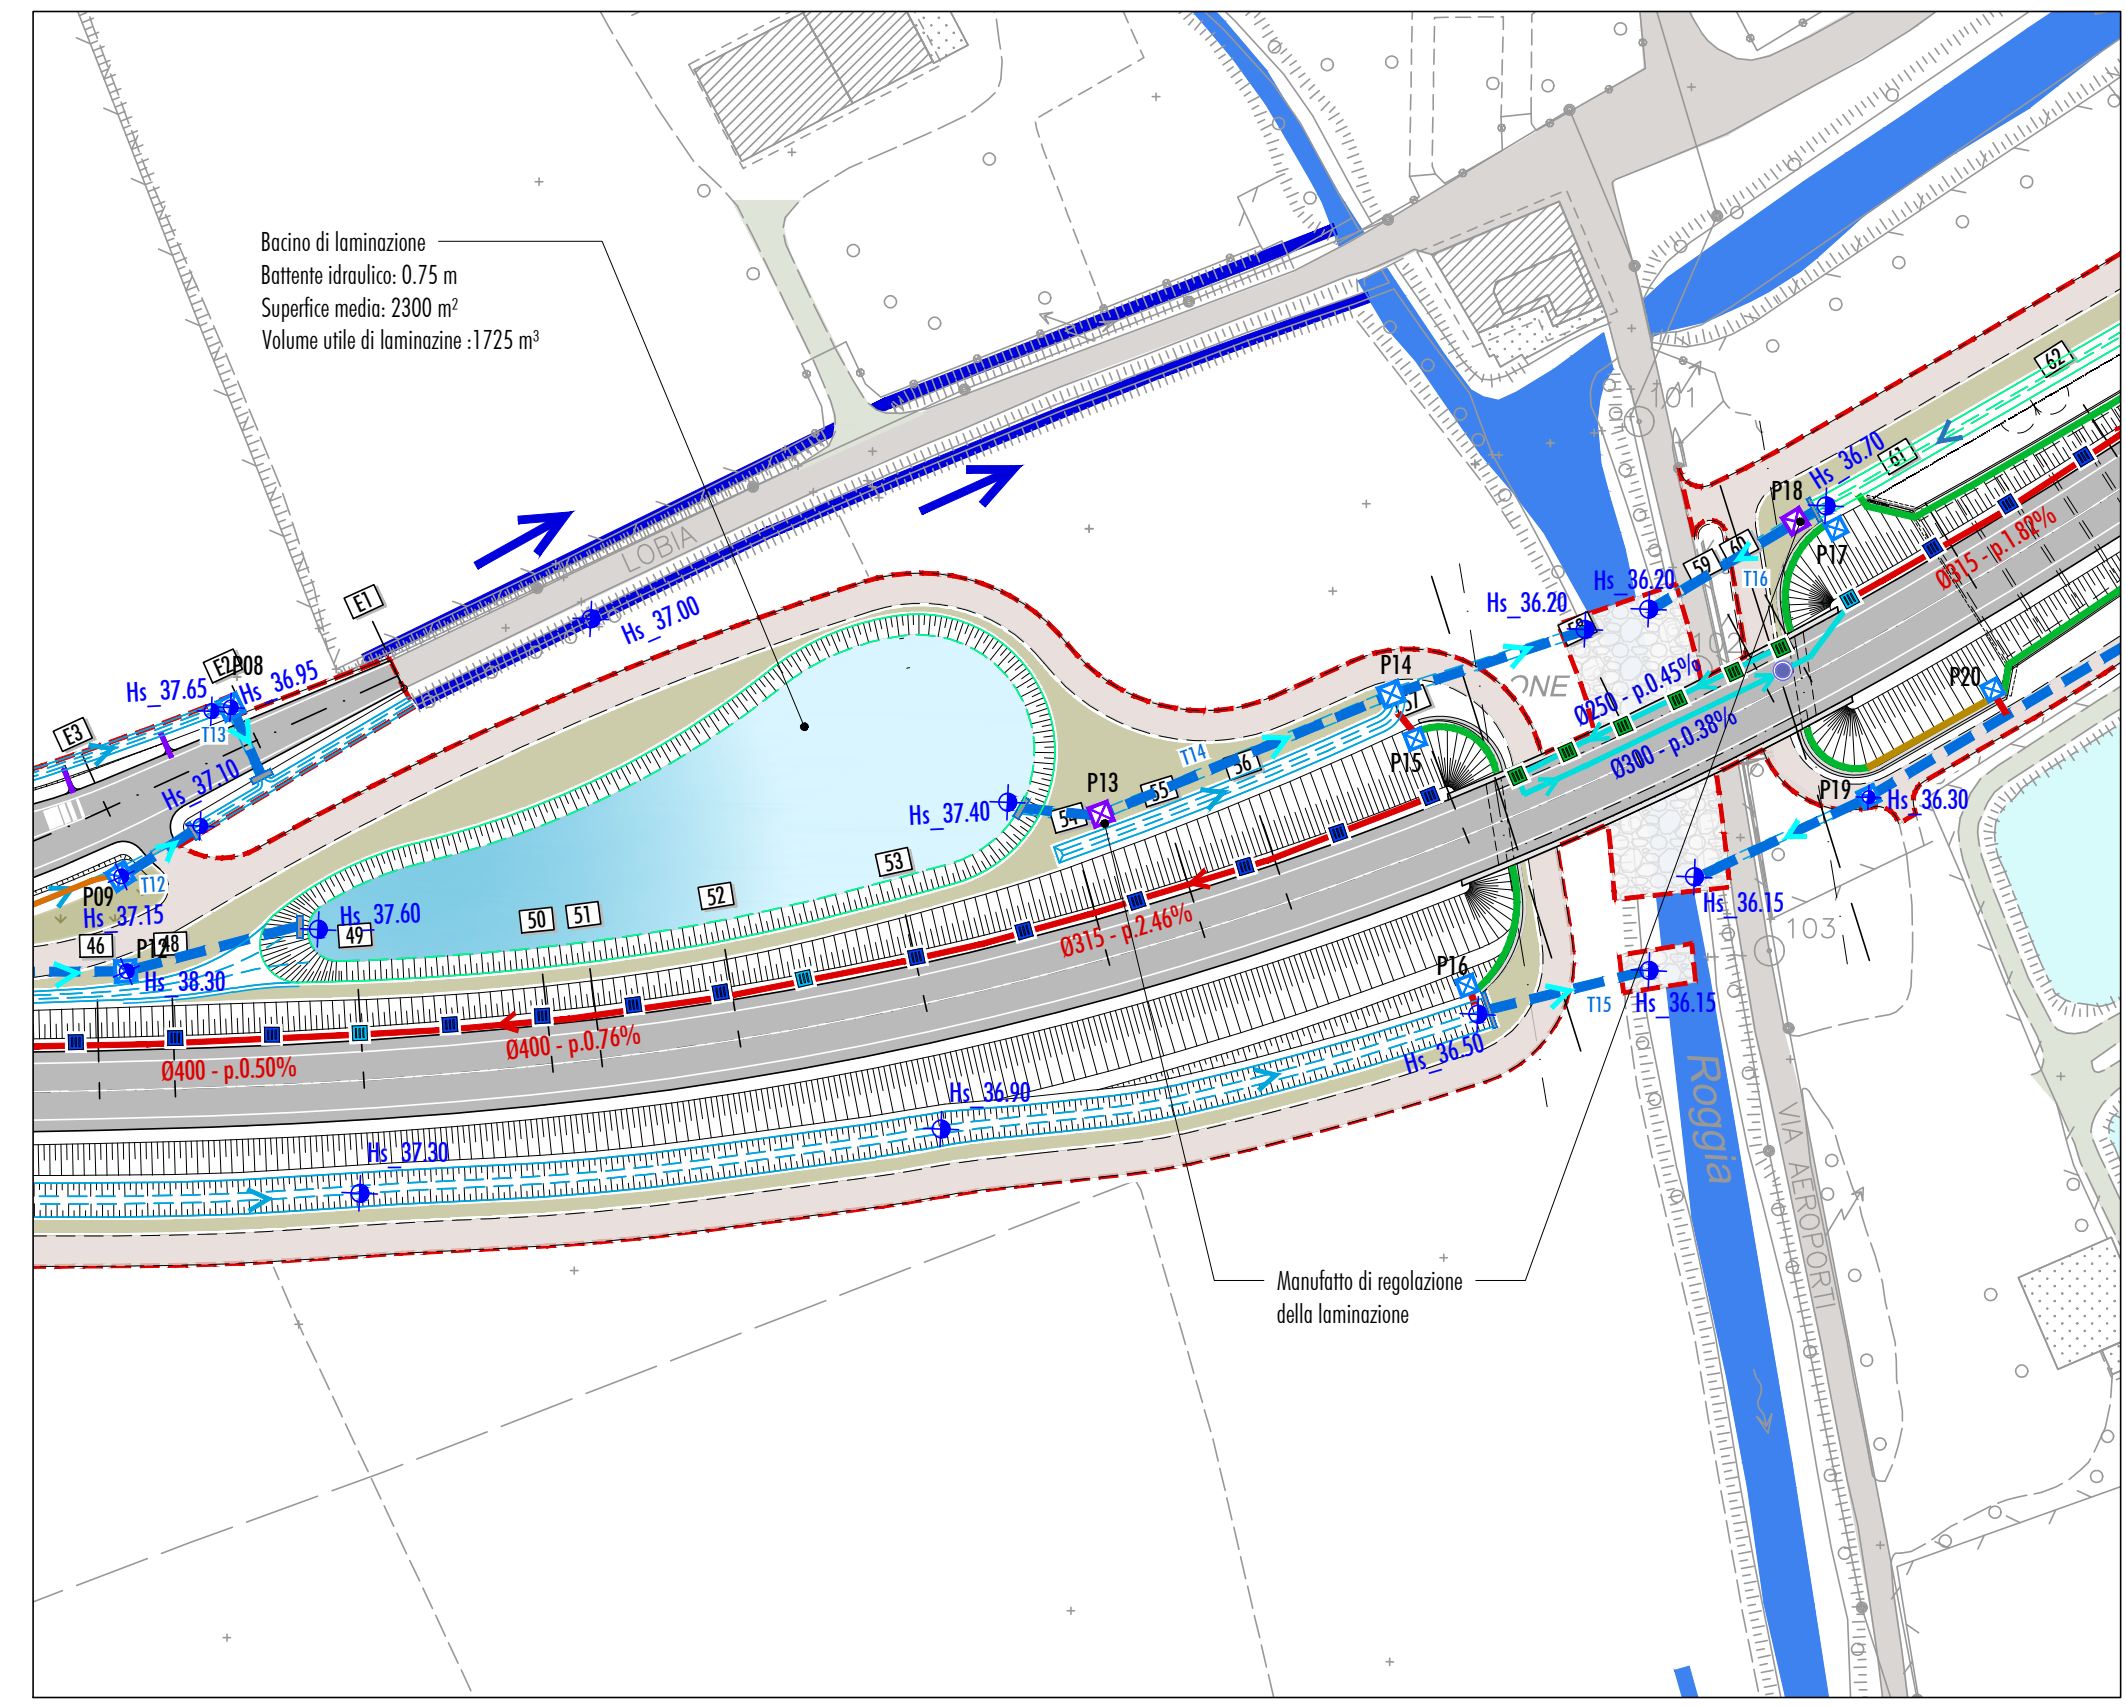 Bacino di laminazione
Battente idraulico: 0.75 m
Superfice media: 2300 m²
Volume utile di laminazine :1725 m³
LOBIA
E1
E2
P08
E3
Hs_37.65
Hs_36.95
T13
Hs_37.10
Hs_37.00
P09
T12
Hs_37.15
46
P12
48
Hs_38.30
49
Hs_37.60
50
51
52
53
Hs_37.40
54
P13
55
56
T14
P14
57
P15
Hs_36.20
58
Hs_36.20
59
60
T16
P18
Hs_36.70
P17
61
62
101
102
103
ONE
Ø250 - p.0.45%
Ø300 - p.0.38%
Ø315 - p.1.82%
P20
P19
Hs_36.30
Hs_36.15
Ø315 - p.2.46%
Ø400 - p.0.76%
Ø400 - p.0.50%
P16
T15
Hs_36.15
Hs_36.50
Hs_36.90
Hs_37.30
Roggia
VIA AEROPORTI
Manufatto di regolazione
della laminazione